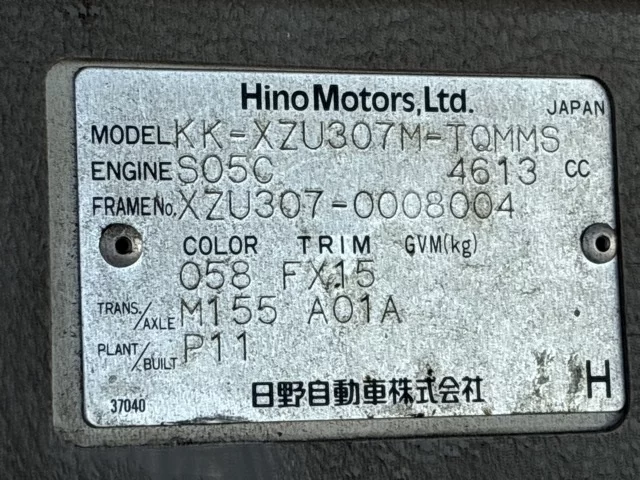 Hino Motors, Ltd. JAPAN
MODEL KK-XZU307M-TQMMS
ENGINE S05C 4613 CC
FRAME No. XZU307-0008004
COLOR TRIM GVM(kg)
058 FX15
TRANS./AXLE M155 A01A
PLANT/BUILT P11
37040 日野自動車株式会社 H